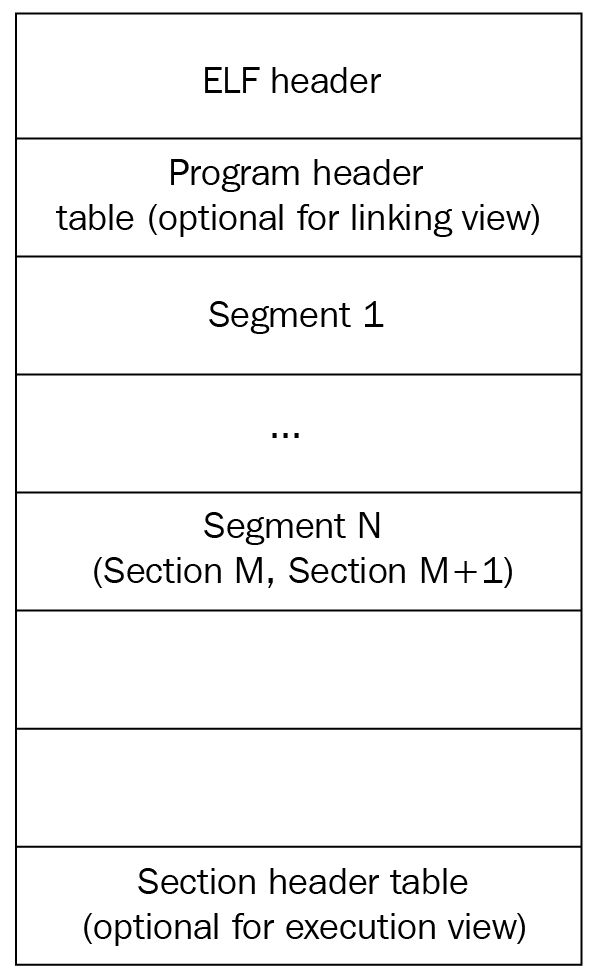 ELF header
Program header
table (optional for linking view)
Segment 1
...
Segment N
(Section M, Section M+1)
Section header table
(optional for execution view)